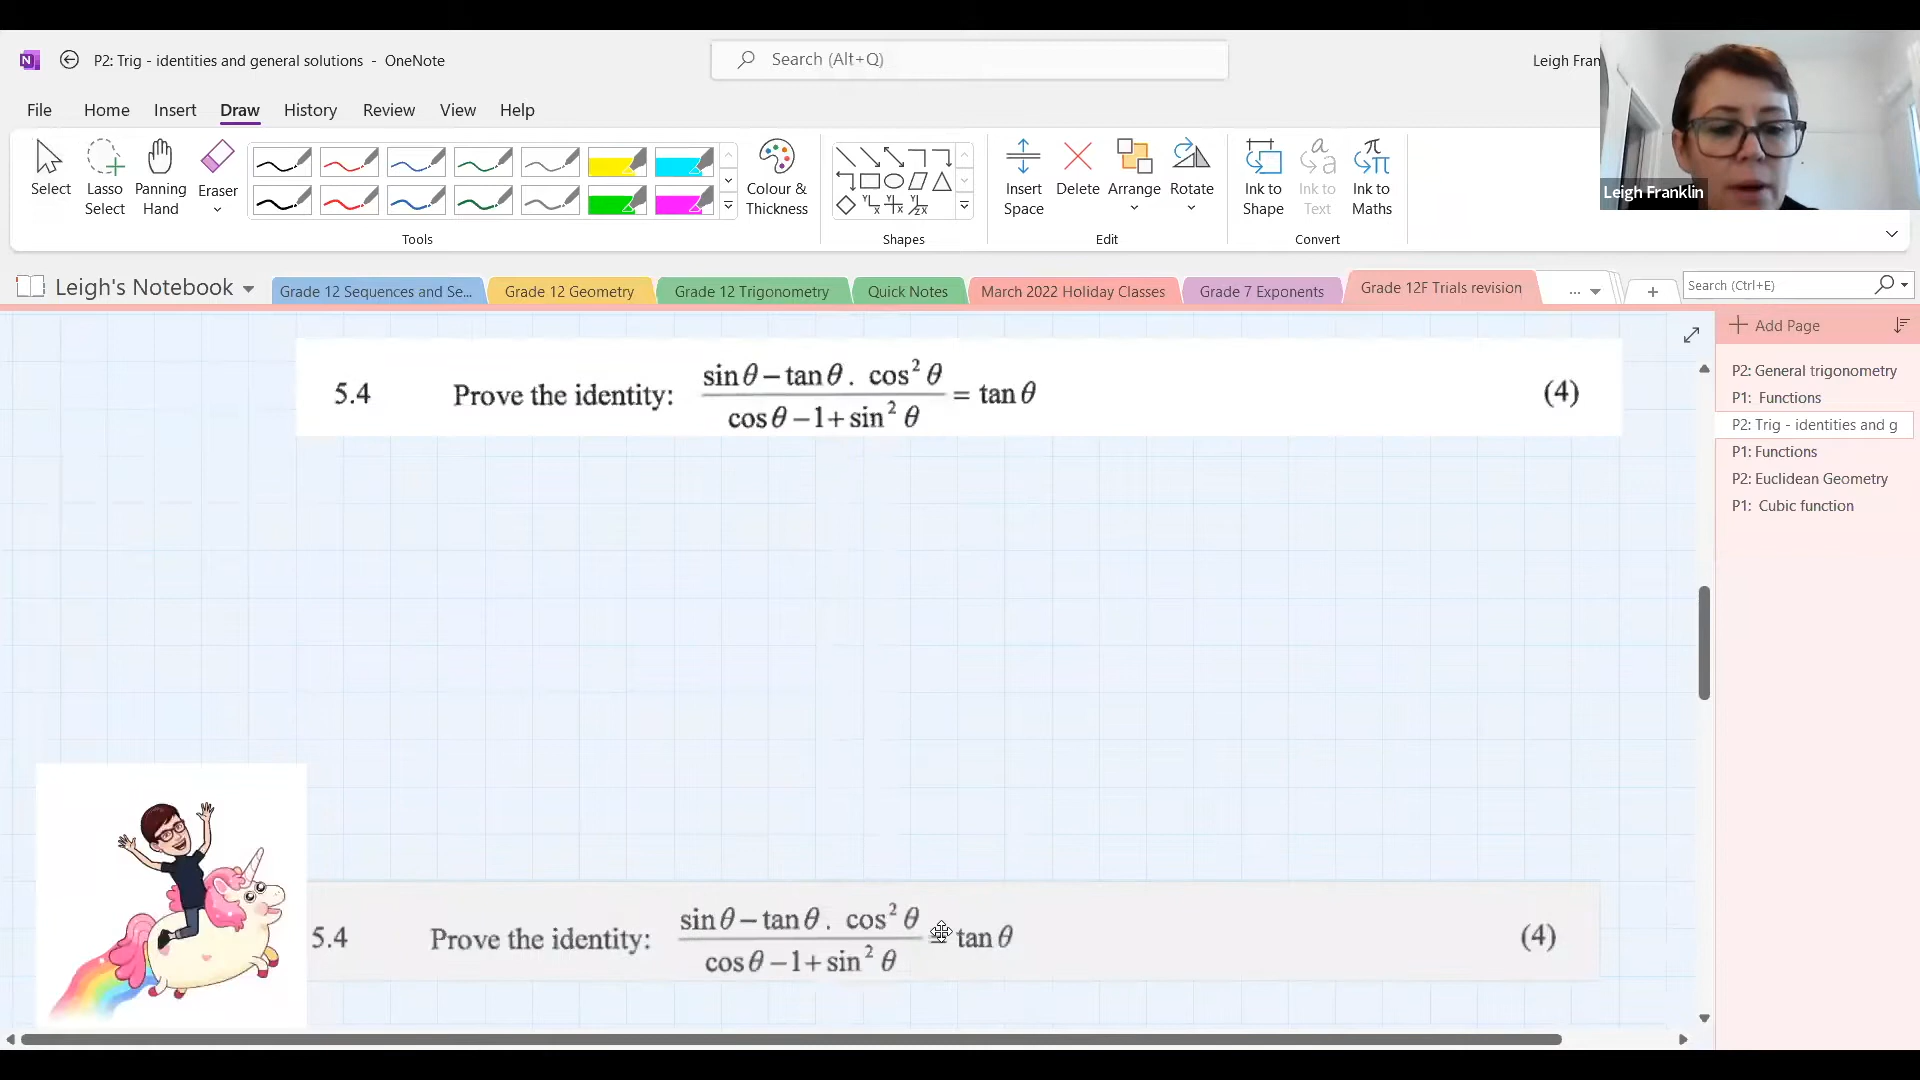 P2: Trig - identities and general solutions - OneNote
Search (Alt+Q)
Leigh Fran
File Home Insert Draw History Review View Help
Select
Lasso Select
Panning Hand
Eraser
Colour & Thickness
Insert Space
Delete
Arrange
Rotate
Ink to Shape
Ink to Text
Ink to Maths
Leigh Franklin
Tools Shapes Edit Convert
Leigh's Notebook
Grade 12 Sequences and Se...
Grade 12 Geometry
Grade 12 Trigonometry
Quick Notes
March 2022 Holiday Classes
Grade 7 Exponents
Grade 12F Trials revision
...
Search (Ctrl+E)
Add Page
P2: General trigonometry
P1: Functions
P2: Trig - identities and g
P1: Functions
P2: Euclidean Geometry
P1: Cubic function
5.4 Prove the identity: (sin θ – tan θ . cos² θ) / (cos θ – 1 + sin² θ) = tan θ (4)
5.4 Prove the identity: (sin θ – tan θ . cos² θ) / (cos θ – 1 + sin² θ) = tan θ (4)